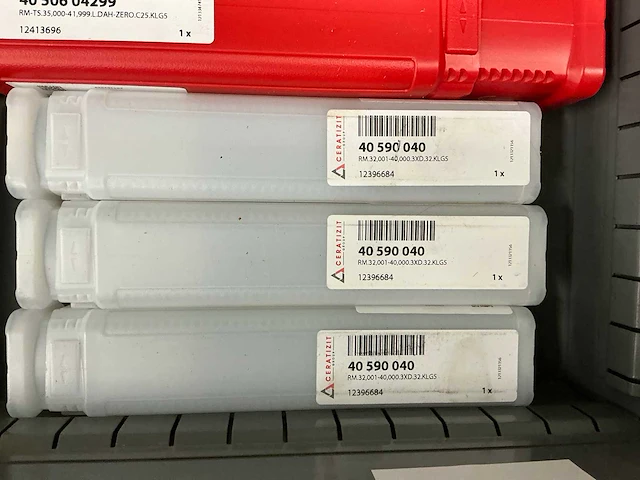 40 506 04299
RM-TS.35,000-41,999.L.DAH-ZERO.C25.KLG5
12413696 1 x
CERATIZIT
40 590 040
RM.32,001-40,000.3XD.32.KLG5
12396684 1 x
CERATIZIT
40 590 040
RM.32,001-40,000.3XD.32.KLG5
12396684 1 x
CERATIZIT
40 590 040
RM.32,001-40,000.3XD.32.KLG5
12396684 1 x